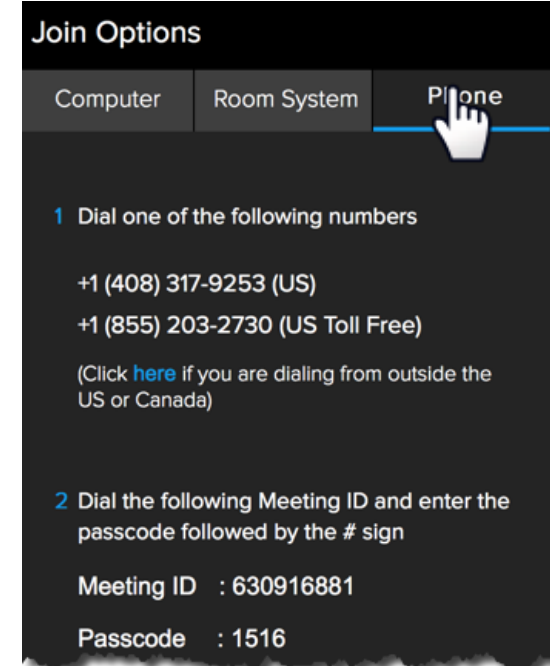 Join Options
Computer Room System Phone
1 Dial one of the following numbers
+1 (408) 317-9253 (US)
+1 (855) 203-2730 (US Toll Free)
(Click here if you are dialing from outside the
US or Canada)
2 Dial the following Meeting ID and enter the
passcode followed by the # sign
Meeting ID : 630916881
Passcode : 1516